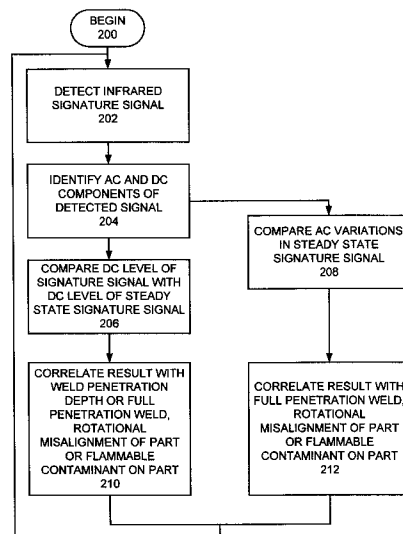 BEGIN
200
DETECT INFRARED
SIGNATURE SIGNAL
202
IDENTIFY AC AND DC
COMPONENTS OF
DETECTED SIGNAL
204
COMPARE AC VARIATIONS
IN STEADY STATE
SIGNATURE SIGNAL
208
COMPARE DC LEVEL OF
SIGNATURE SIGNAL WITH
DC LEVEL OF STEADY
STATE SIGNATURE SIGNAL
206
CORRELATE RESULT WITH
WELD PENETRATION
DEPTH OR FULL
PENETRATION WELD,
ROTATIONAL
MISALIGNMENT OF PART
OR FLAMMABLE
CONTAMINANT ON PART
210
CORRELATE RESULT WITH
FULL PENETRATION WELD,
ROTATIONAL
MISALIGNMENT OF PART
OR FLAMMABLE
CONTAMINANT ON PART
212